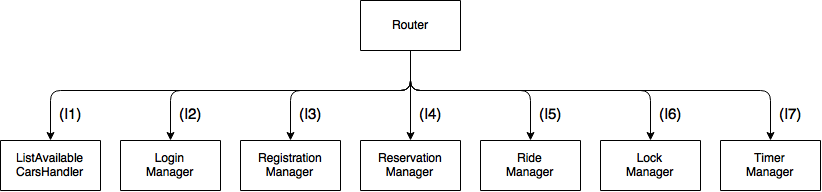 Router
(I1)
(I2)
(I3)
(I4)
(I5)
(I6)
(I7)
ListAvailable
CarsHandler
Login
Manager
Registration
Manager
Reservation
Manager
Ride
Manager
Lock
Manager
Timer
Manager